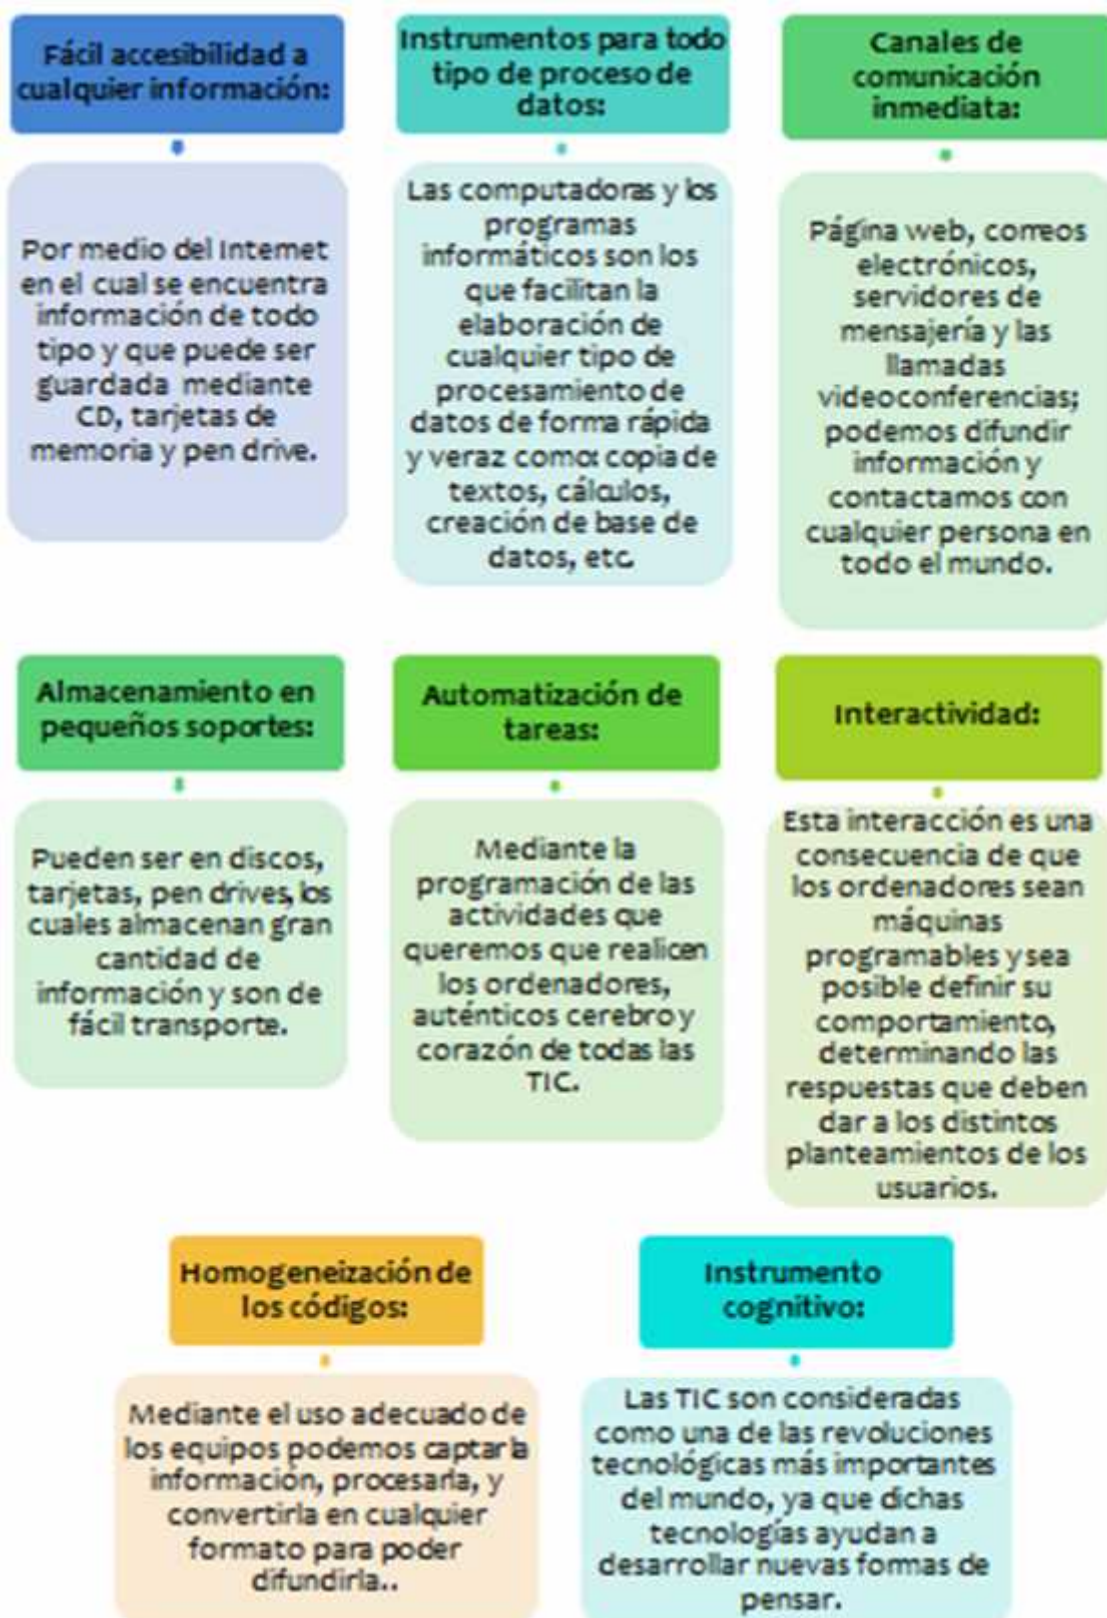 Fácil accesibilidad a
cualquier información:
Por medio del Internet
en el cual se encuentra
información de todo
tipo y que puede ser
guardada mediante
CD, tarjetas de
memoria y pen drive.
Instrumentos para todo
tipo de proceso de
datos:
Las computadoras y los
programas
informáticos son los
que facilitan la
elaboración de
cualquier tipo de
procesamiento de
datos de forma rápida
y veraz como: copia de
textos, cálculos,
creación de base de
datos, etc.
Canales de
comunicación
inmediata:
Página web, correos
electrónicos,
servidores de
mensajería y las
llamadas
videoconferencias;
podemos difundir
información y
contactamos con
cualquier persona en
todo el mundo.
Almacenamiento en
pequeños soportes:
Pueden ser en discos,
tarjetas, pen drives, los
cuales almacenan gran
cantidad de
información y son de
fácil transporte.
Automatización de
tareas:
Mediante la
programación de las
actividades que
queremos que realicen
los ordenadores,
auténticos cerebro y
corazón de todas las
TIC.
Interactividad:
Esta interacción es una
consecuencia de que
los ordenadores sean
máquinas
programables y sea
posible definir su
comportamiento,
determinando las
respuestas que deben
dar a los distintos
planteamientos de los
usuarios.
Homogeneización de
los códigos:
Mediante el uso adecuado de
los equipos podemos captar la
información, procesarla, y
convertirla en cualquier
formato para poder
difundirla..
Instrumento
cognitivo:
Las TIC son consideradas
como una de las revoluciones
tecnológicas más importantes
del mundo, ya que dichas
tecnologías ayudan a
desarrollar nuevas formas de
pensar.